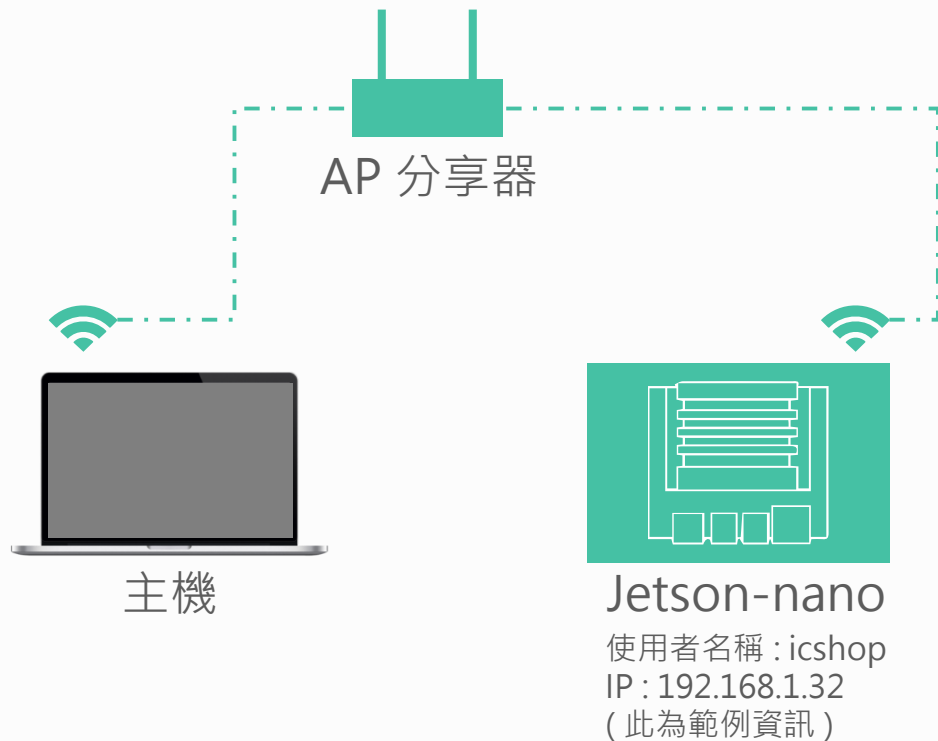 AP 分享器
主機
Jetson-nano
使用者名稱 : icshop
IP : 192.168.1.32
( 此為範例資訊 )